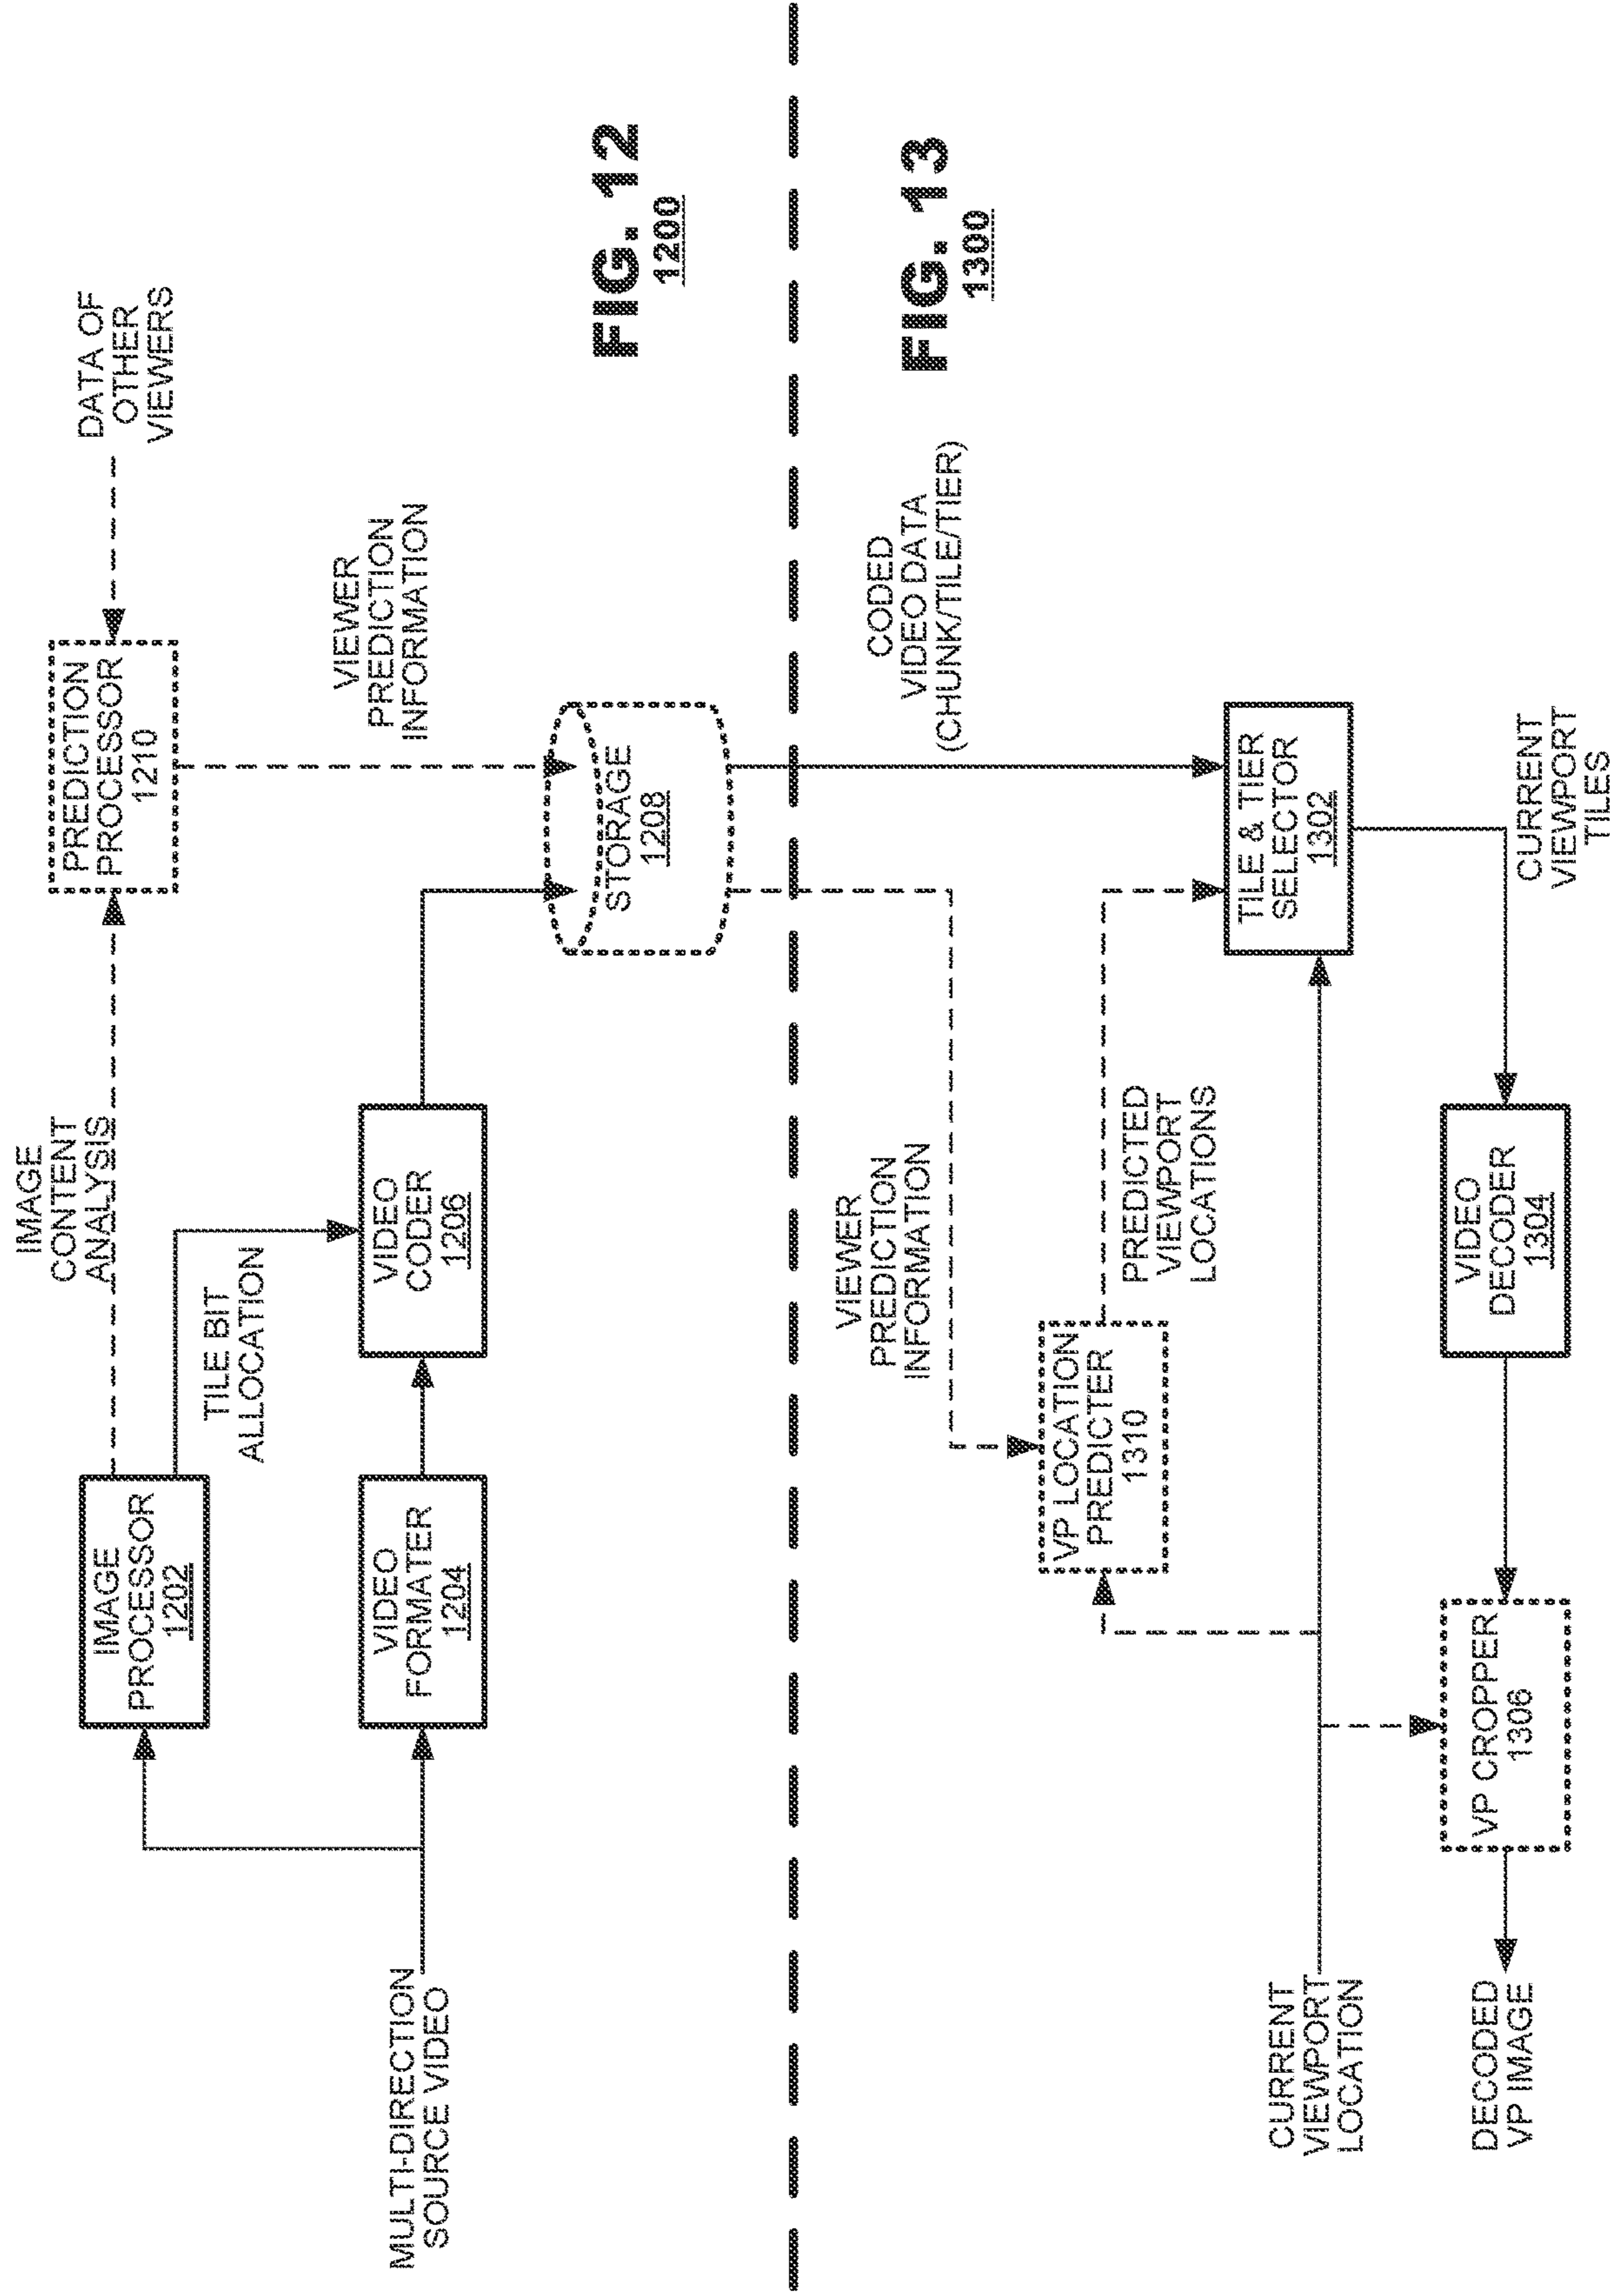 IMAGE
CONTENT
ANALYSIS
DATA OF
OTHER
VIEWERS
IMAGE
PROCESSOR
1202
PREDICTION
PROCESSOR
1210
TILE BIT
ALLOCATION
VIEWER
PREDICTION
INFORMATION
MULTI-DIRECTION
SOURCE VIDEO
VIDEO
FORMATER
1204
VIDEO
CODER
1206
STORAGE
1208
FIG. 12
1200
VIEWER
PREDICTION
INFORMATION
CODED
VIDEO DATA
(CHUNK/TILE/TIER)
FIG. 13
1300
VP LOCATION
PREDICTER
1310
PREDICTED
VIEWPORT
LOCATIONS
CURRENT
VIEWPORT
LOCATION
TILE & TIER
SELECTOR
1302
DECODED
VP IMAGE
VP CROPPER
1306
VIDEO
DECODER
1304
CURRENT
VIEWPORT
TILES